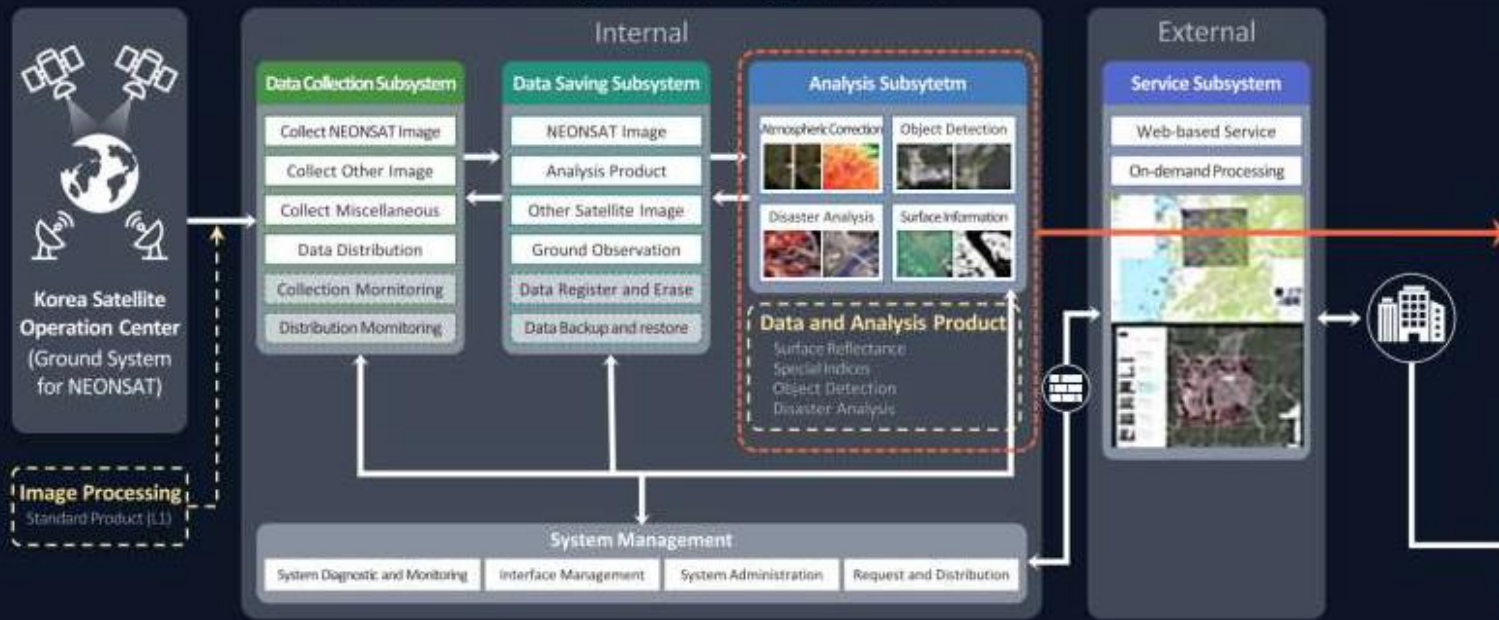 Internal
External
Korea Satellite
Operation Center
(Ground System
for NEONSAT)
Image Processing
Standard Product (L1)
Data Collection Subsystem
Collect NEONSAT Image
Collect Other Image
Collect Miscellaneous
Data Distribution
Collection Mornitoring
Distribution Momitoring
Data Saving Subsystem
NEONSAT Image
Analysis Product
Other Satellite Image
Ground Observation
Data Register and Erase
Data Backup and restore
Analysis Subsytetm
Atmospheric Correction
Object Detection
Disaster Analysis
Surface Information
Data and Analysis Product
Surface Reflectance
Special Indices
Object Detection
Disaster Analysis
System Management
System Diagnostic and Monitoring
Interface Management
System Administration
Request and Distribution
Service Subsystem
Web-based Service
On-demand Processing